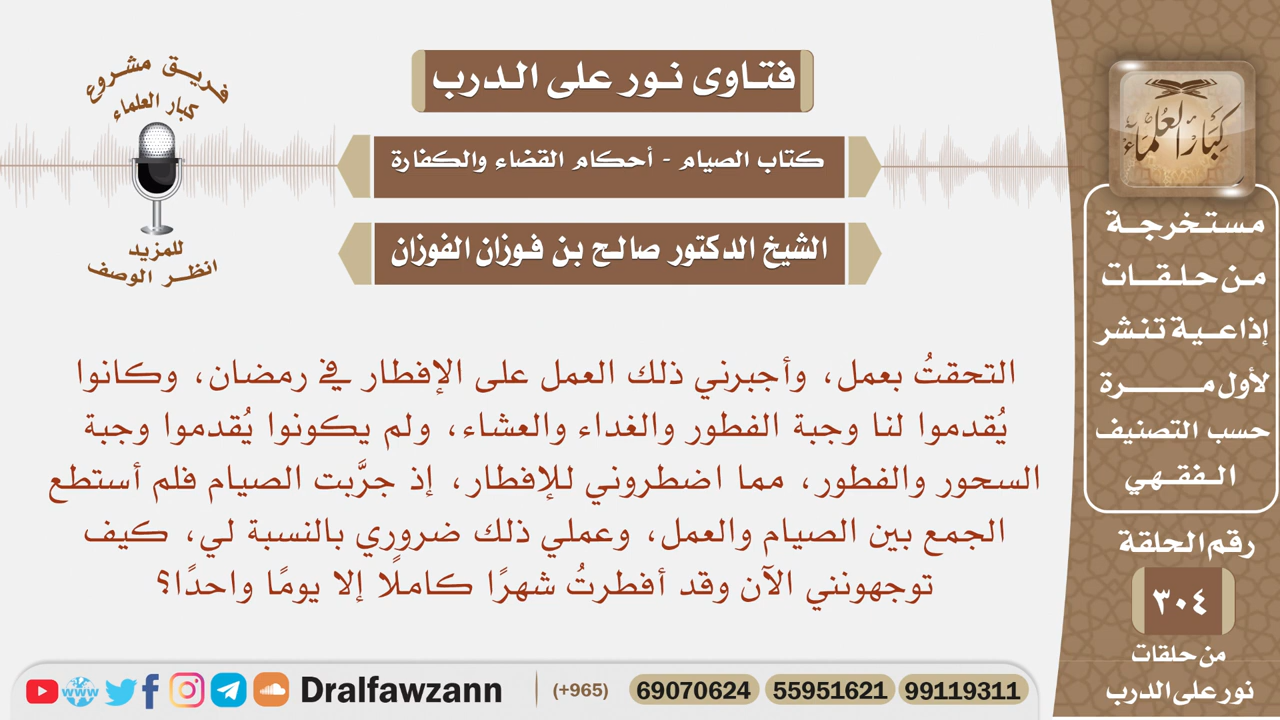 فتاوى نور على الدرب
كتاب الصيام - أحكام القضاء والكفارة
الشيخ الدكتور صالح بن فوزان الفوزان
فريق مشروع
كبار العلماء
للمزيد
انظر الوصف
التحقتُ بعمل، وأجبرني ذلك العمل على الإفطار في رمضان، وكانوا
يُقدموا لنا وجبة الفطور والغداء والعشاء، ولم يكونوا يُقدموا وجبة
السحور والفطور، مما اضطروني للإفطار، إذ جرَّبت الصيام فلم أستطع
الجمع بين الصيام والعمل، وعملي ذلك ضروري بالنسبة لي، كيف
توجهونني الآن وقد أفطرتُ شهرًا كاملًا إلا يومًا واحدًا؟
كبار العلماء
مستخرجة
من حلقات
إذاعية تنشر
لأول مرة
حسب التصنيف
الفقهي
رقم الحلقة
٣٠٤
من حلقات
نور على الدرب
www
Dralfawzann
(+965)
69070624
55951621
99119311